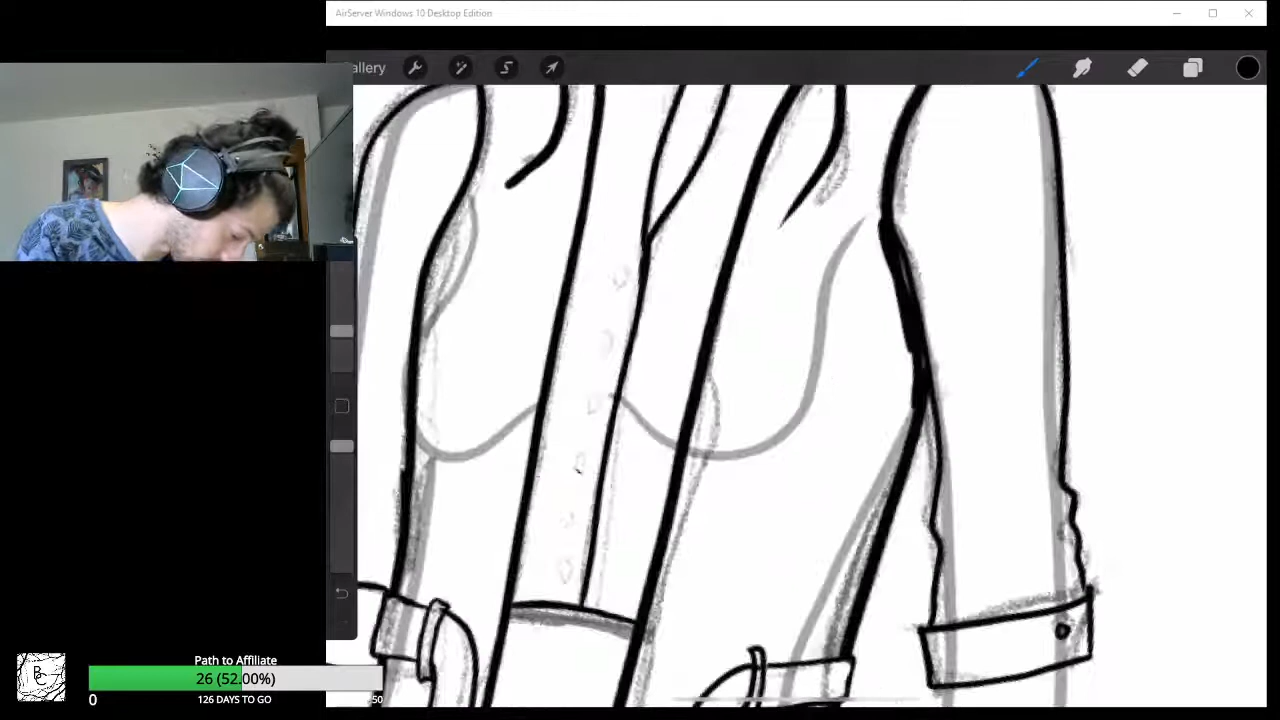 AirServer Windows 10 Desktop Edition
allery
Path to Affiliate
26 (52.00%)
0
126 DAYS TO GO
50